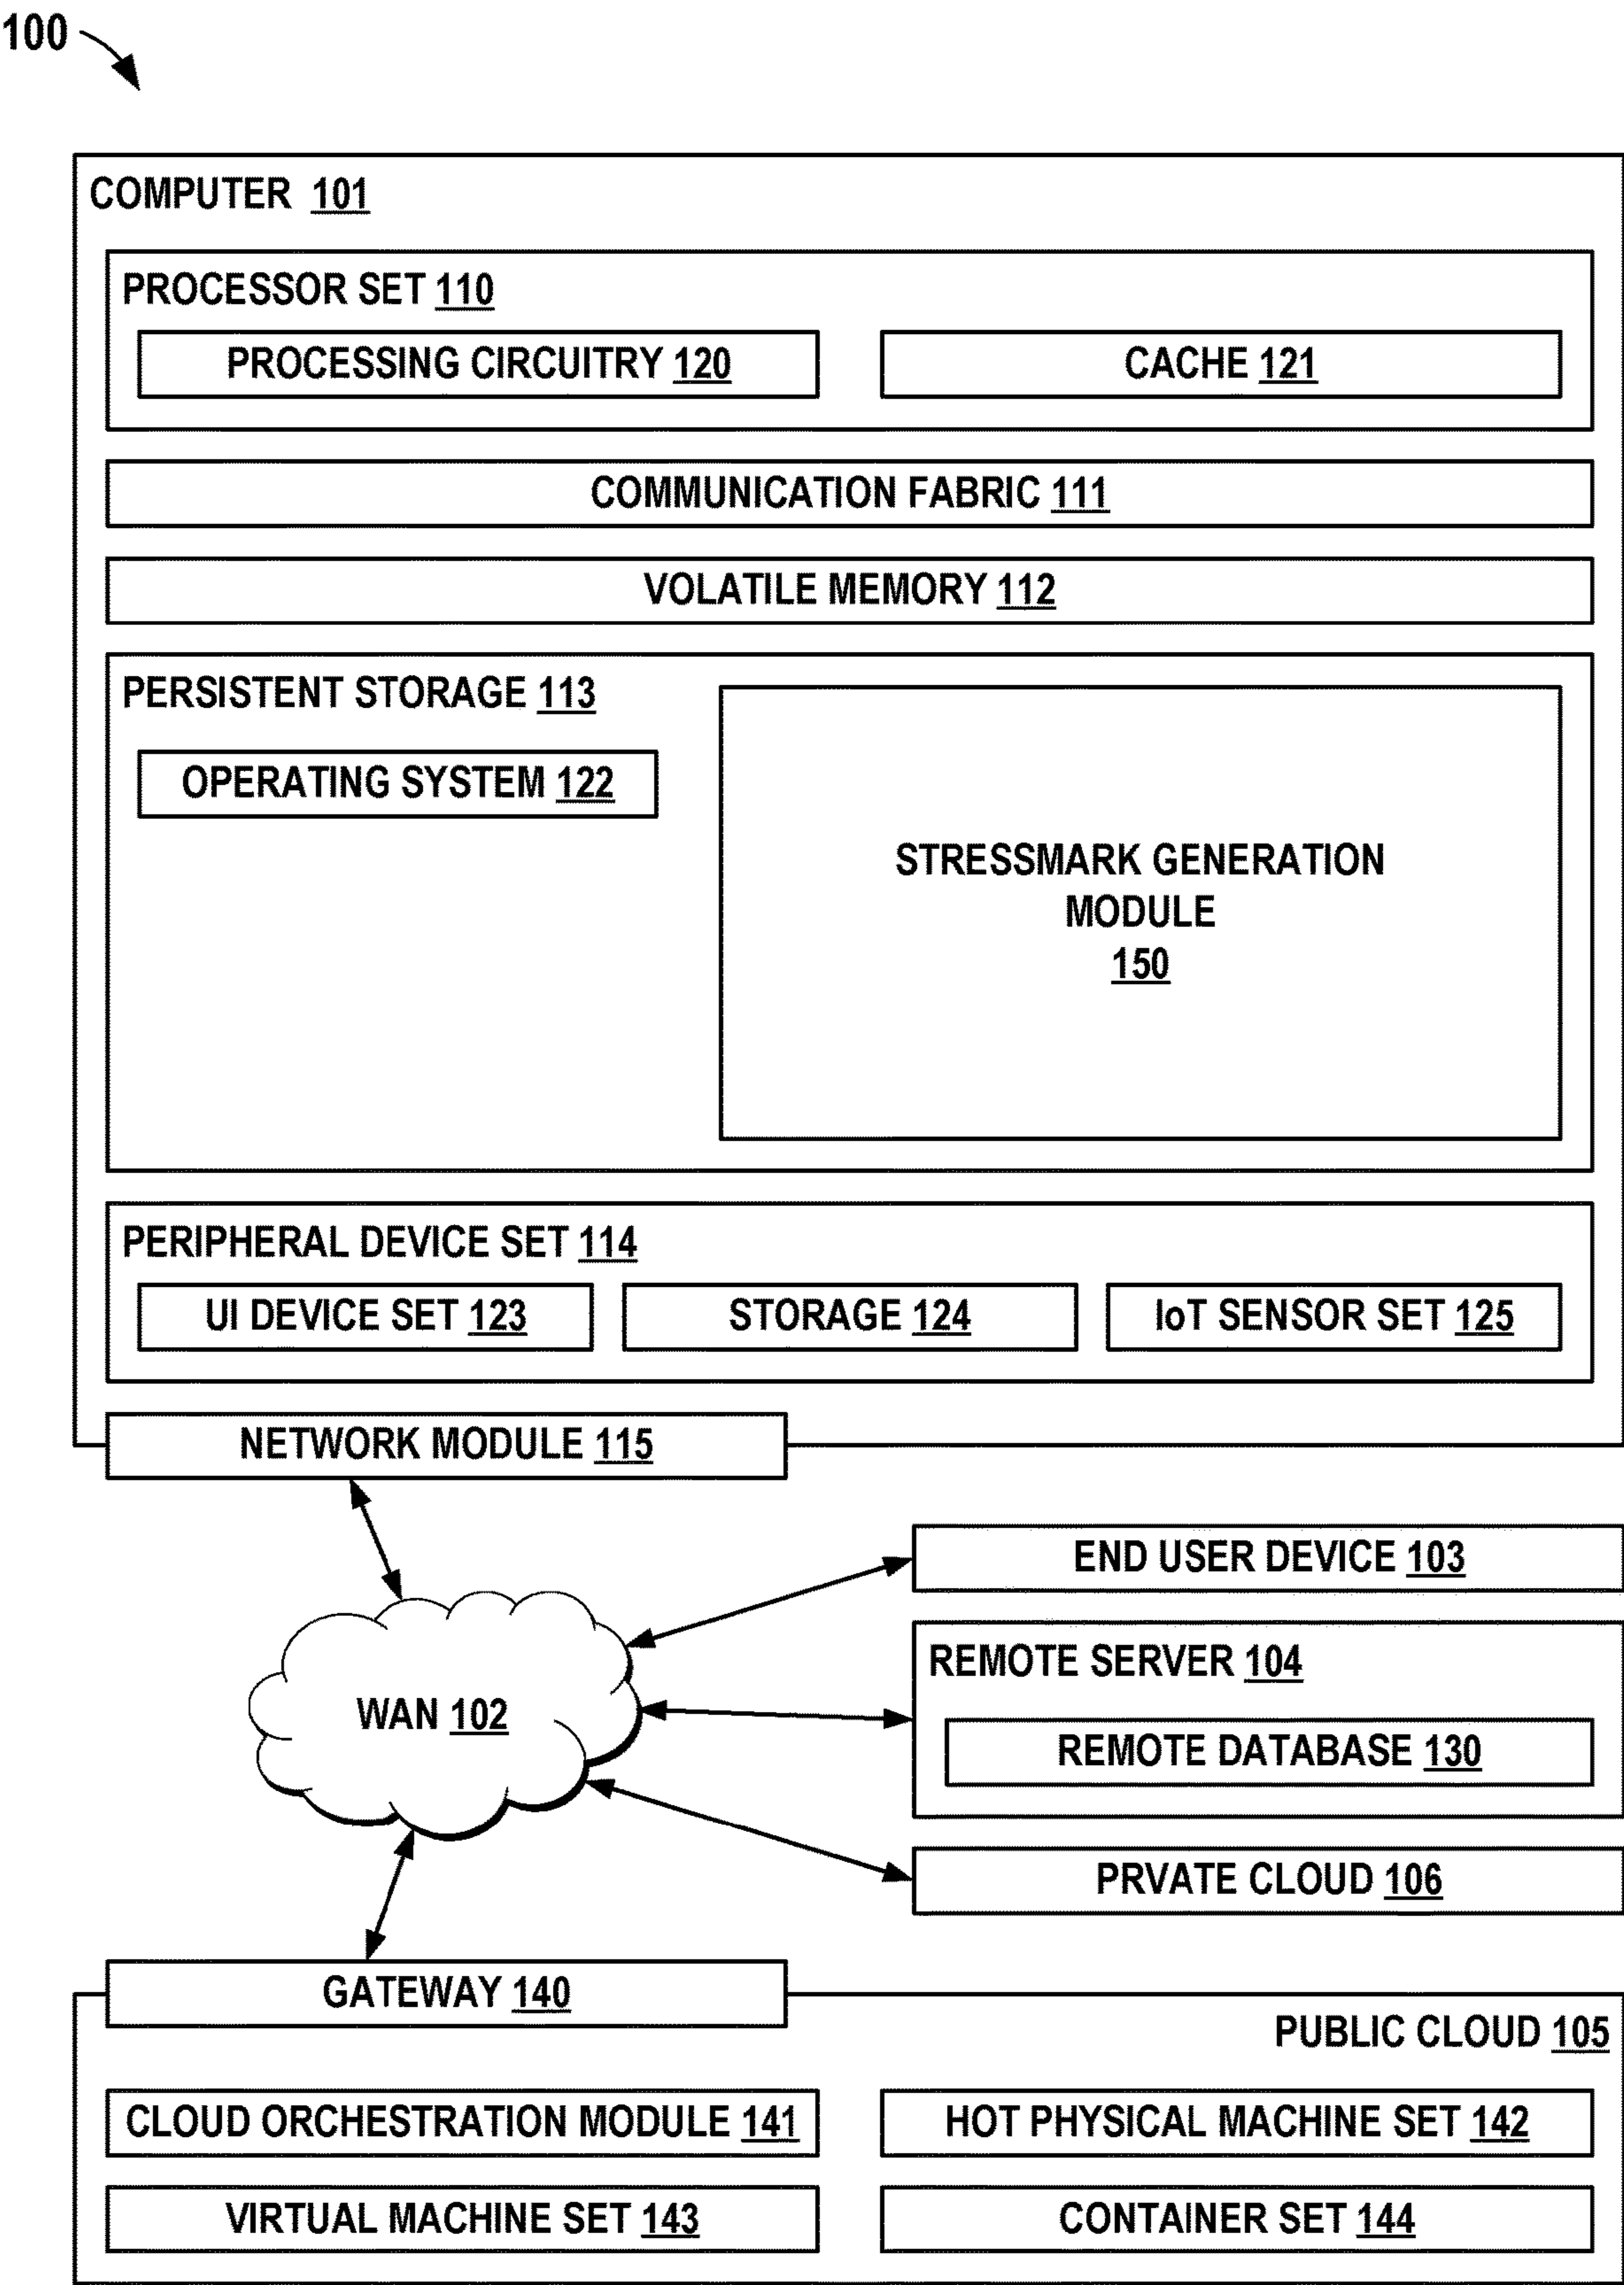 100
COMPUTER 101
PROCESSOR SET 110
PROCESSING CIRCUITRY 120
CACHE 121
COMMUNICATION FABRIC 111
VOLATILE MEMORY 112
PERSISTENT STORAGE 113
OPERATING SYSTEM 122
STRESSMARK GENERATION
MODULE
150
PERIPHERAL DEVICE SET 114
UI DEVICE SET 123
STORAGE 124
IoT SENSOR SET 125
NETWORK MODULE 115
END USER DEVICE 103
REMOTE SERVER 104
WAN 102
REMOTE DATABASE 130
PRVATE CLOUD 106
GATEWAY 140
PUBLIC CLOUD 105
CLOUD ORCHESTRATION MODULE 141
HOT PHYSICAL MACHINE SET 142
VIRTUAL MACHINE SET 143
CONTAINER SET 144